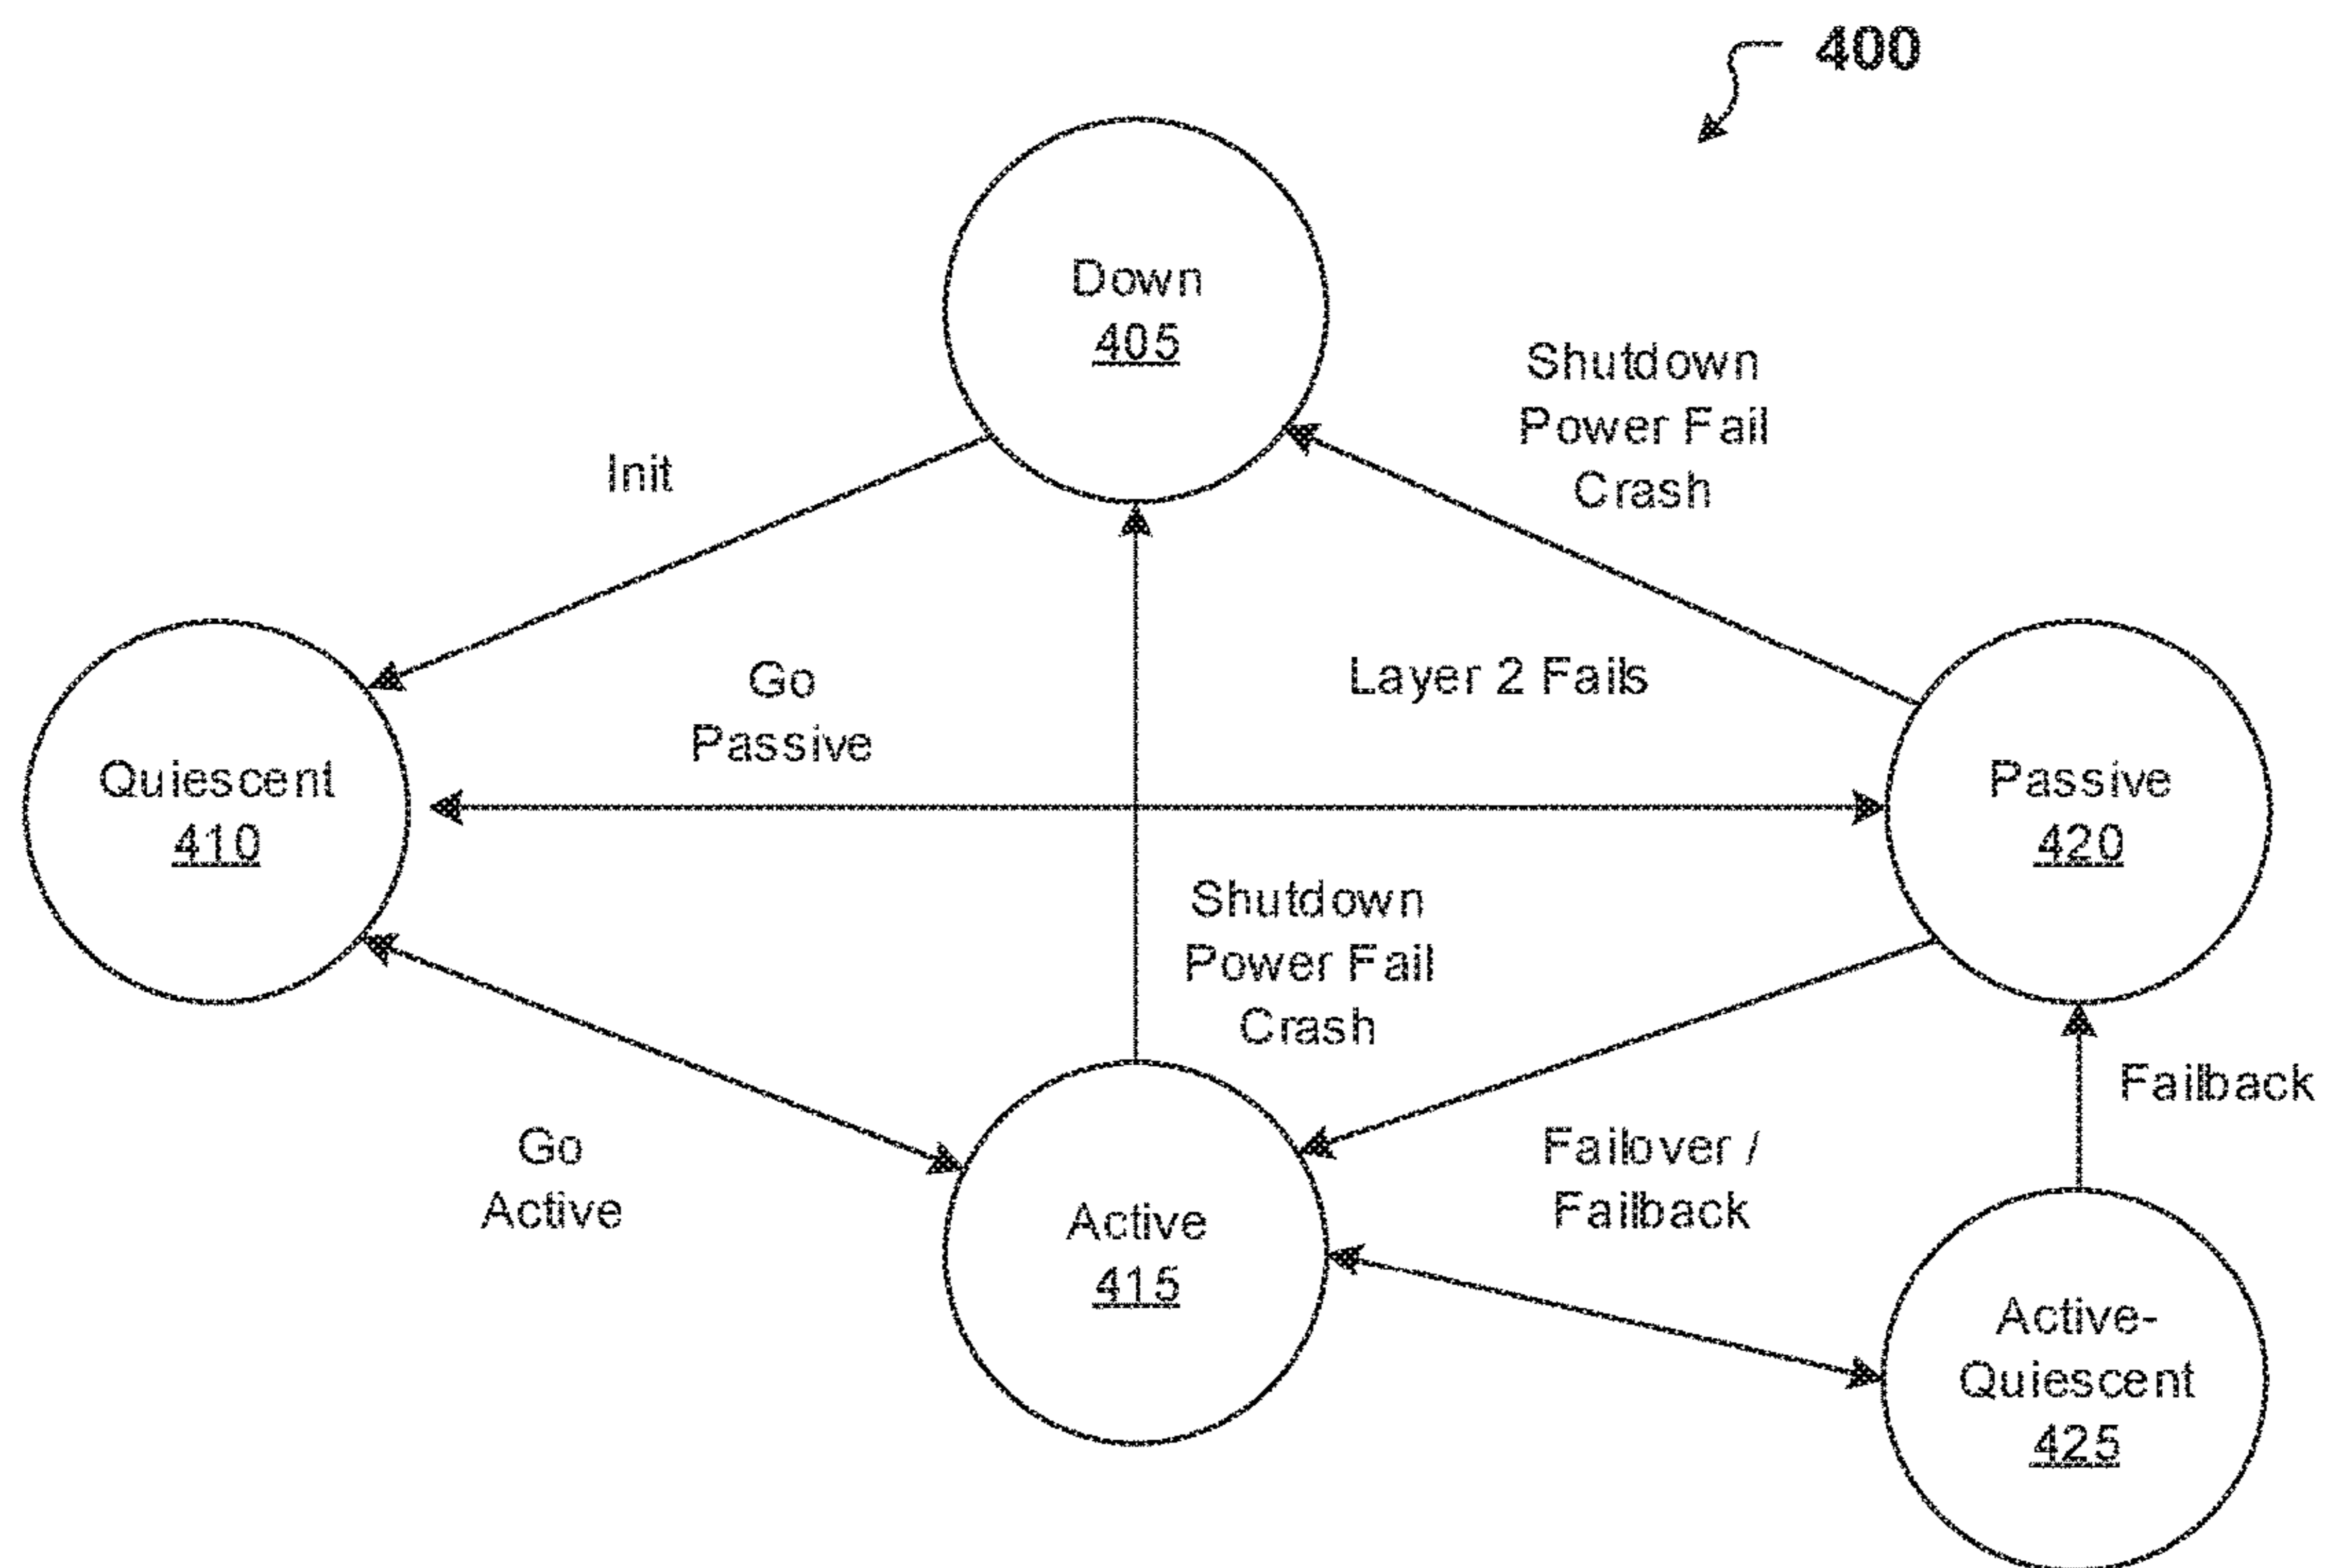 400
Down
405
Shutdown
Power Fail
Crash
Init
Go
Passive
Layer 2 Fails
Quiescent
410
Passive
420
Shutdown
Power Fail
Crash
Failback
Go
Active
Failover /
Failback
Active
415
Active-
Quiescent
425